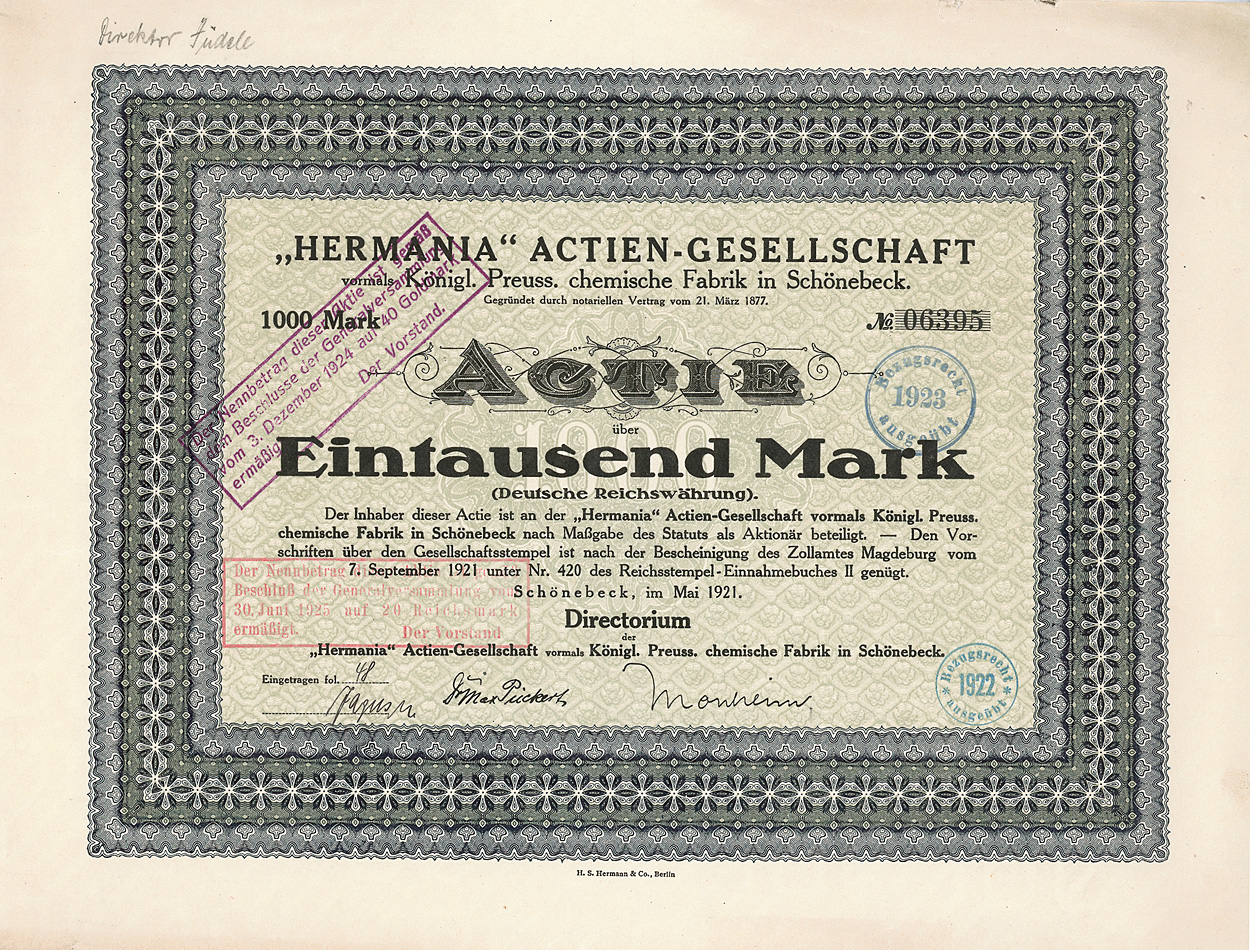 Direktor Jüdele
„HERMANIA“ ACTIEN-GESELLSCHAFT
vormals Königl. Preuss. chemische Fabrik in Schönebeck.
Gegründet durch notariellen Vertrag vom 21. März 1877.
1000 Mark
No 06395
Der Nennbetrag dieser Aktie ist gemäß
dem Beschlusse der Generalversammlung
vom 3. Dezember 1924 auf 40 Goldmark
ermäßigt.
Der Vorstand.
ACTIE
Bezugsrecht
1923
ausgeübt
über
1000
Eintausend Mark
(Deutsche Reichswährung).
Der Inhaber dieser Actie ist an der „Hermania“ Actien-Gesellschaft vormals Königl. Preuss.
chemische Fabrik in Schönebeck nach Maßgabe des Statuts als Aktionär beteiligt. — Den Vor-
schriften über den Gesellschaftsstempel ist nach der Bescheinigung des Zollamtes Magdeburg vom
7. September 1921 unter Nr. 420 des Reichsstempel-Einnahmebuches II genügt.
Der Nennbetrag
Beschluß der Generalversammlung vom
30. Juni 1925 auf 20 Reichsmark
ermäßigt. Der Vorstand
Schönebeck, im Mai 1921.
Directorium
der
„Hermania“ Actien-Gesellschaft vormals Königl. Preuss. chemische Fabrik in Schönebeck.
Eingetragen fol. 48
Dr Max Pückert
Monheim
Bezugsrecht
* 1922 *
ausgeübt
H. S. Hermann & Co., Berlin